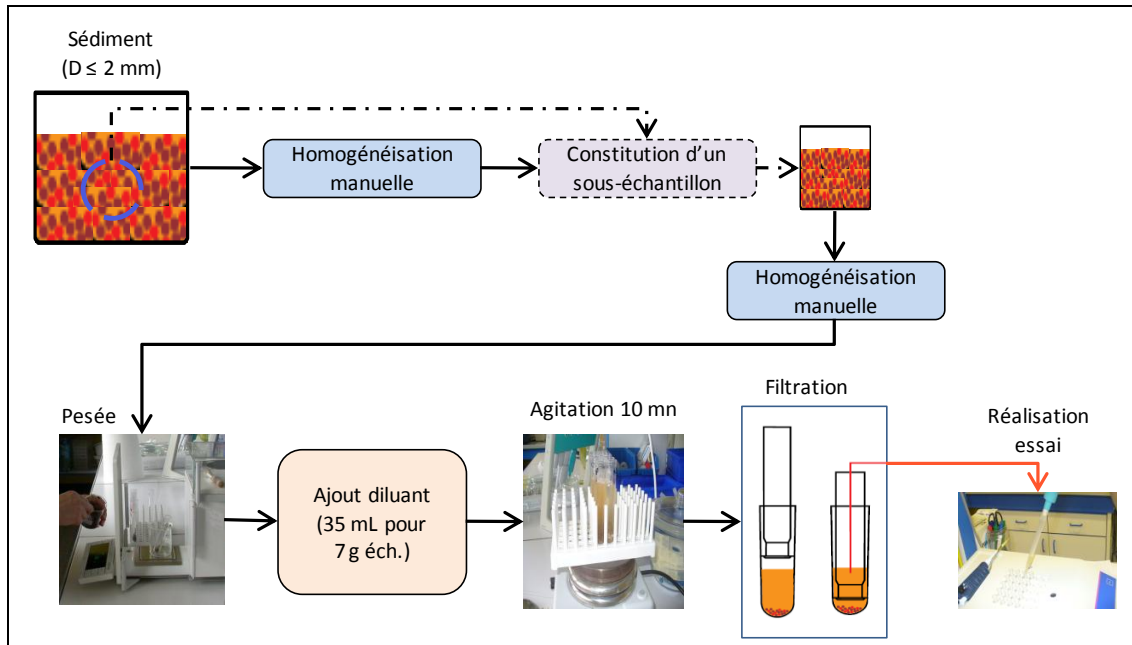 Sédiment
(D ≤ 2 mm)
Homogénéisation
manuelle
Constitution d'un
sous-échantillon
Homogénéisation
manuelle
Pesée
Ajout diluant
(35 mL pour
7 g éch.)
Agitation 10 mn
Filtration
Réalisation
essai